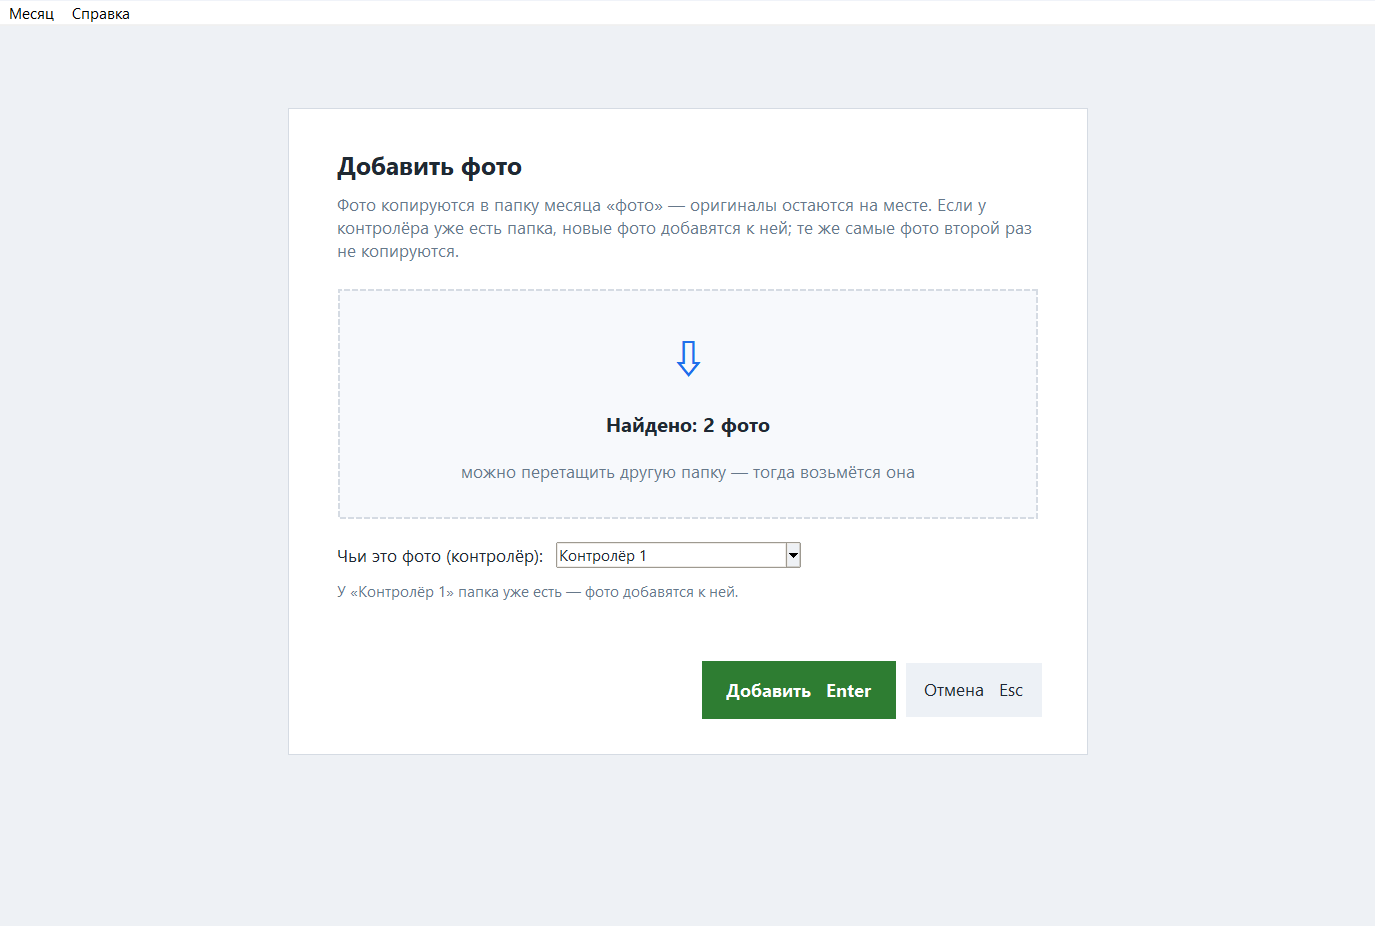 Месяц Справка
Добавить фото
Фото копируются в папку месяца «фото» — оригиналы остаются на месте. Если у
контролёра уже есть папка, новые фото добавятся к ней; те же самые фото второй раз
не копируются.
Найдено: 2 фото
можно перетащить другую папку — тогда возьмётся она
Чьи это фото (контролёр): Контролёр 1
У «Контролёр 1» папка уже есть — фото добавятся к ней.
Добавить Enter Отмена Esc